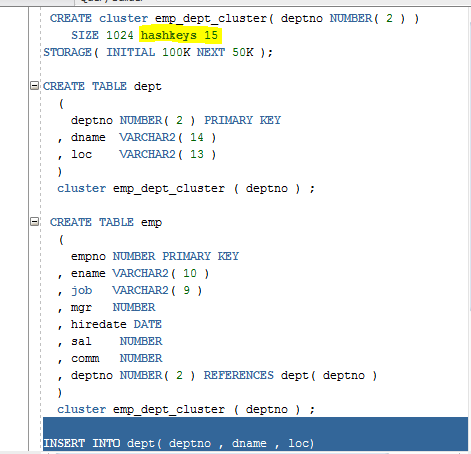 CREATE cluster emp_dept_cluster( deptno NUMBER( 2 ) )
SIZE 1024 hashkeys 15
STORAGE( INITIAL 100K NEXT 50K );
CREATE TABLE dept
(
deptno NUMBER( 2 ) PRIMARY KEY
, dname VARCHAR2( 14 )
, loc VARCHAR2( 13 )
)
cluster emp_dept_cluster ( deptno ) ;
CREATE TABLE emp
(
empno NUMBER PRIMARY KEY
, ename VARCHAR2( 10 )
, job VARCHAR2( 9 )
, mgr NUMBER
, hiredate DATE
, sal NUMBER
, comm NUMBER
, deptno NUMBER( 2 ) REFERENCES dept( deptno )
)
cluster emp_dept_cluster ( deptno ) ;
INSERT INTO dept( deptno , dname , loc)